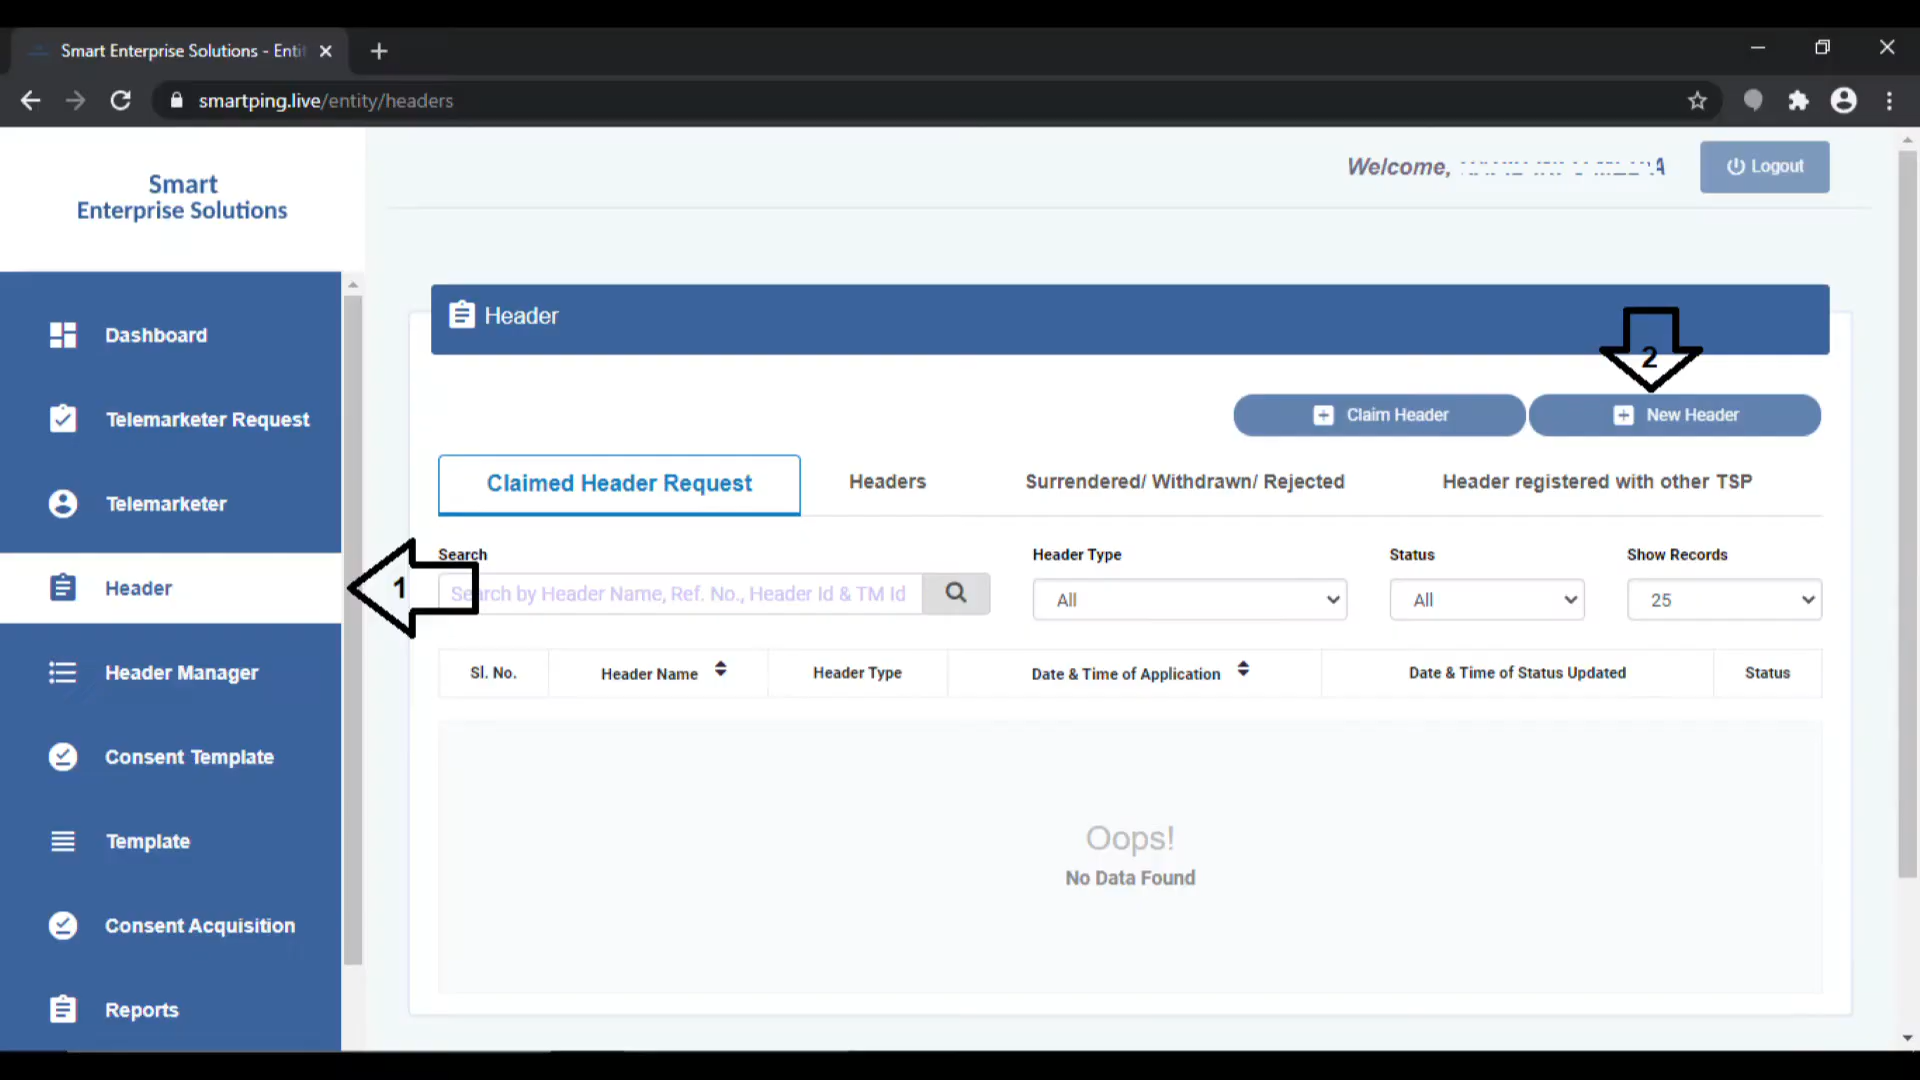 Smart Enterprise Solutions - Enti
smartping.live/entity/headers
Smart
Enterprise Solutions
Welcome,
Logout
Dashboard
Telemarketer Request
Telemarketer
Header
Header Manager
Consent Template
Template
Consent Acquisition
Reports
Header
2
Claim Header
New Header
Claimed Header Request
Headers
Surrendered/ Withdrawn/ Rejected
Header registered with other TSP
1
Search
Header Type
Status
Show Records
Search by Header Name, Ref. No., Header Id & TM Id
All
All
25
Sl. No.
Header Name
Header Type
Date & Time of Application
Date & Time of Status Updated
Status
Oops!
No Data Found